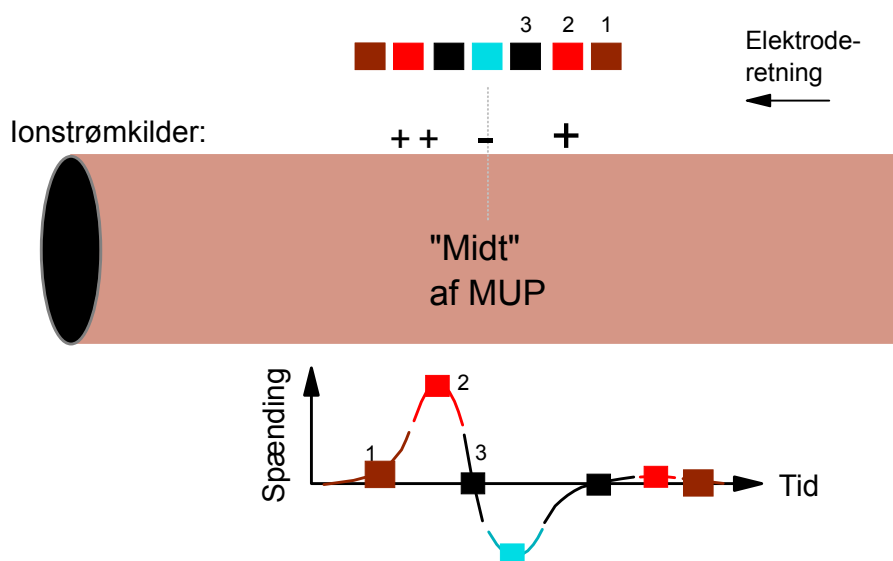 3 2 1
Elektrode-
retning
Ionstrømkilder:
+ + - +
"Midt"
af MUP
Spænding
1
2
3
Tid